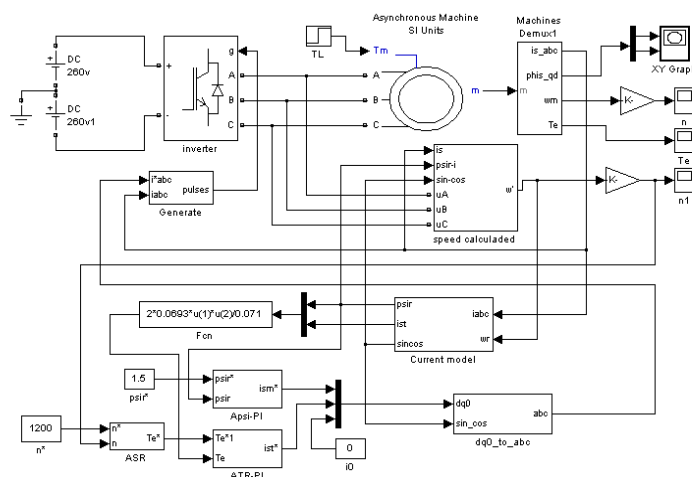 Asynchronous Machine
SI Units
Machines
Demux1
TL
Tm
is_abc
phis_qd
wm
Te
m
m
XY Grap
DC
260v
DC
260v1
+
-
g
A
B
C
inverter
A
B
C
K-
n
Te
i*abc
iabc
pulses
Generate
is
psir-i
sin-cos
uA
uB
uC
w'
speed calculaded
K-
n1
2*0.0693*u(1)*u(2)/0.071
Fcn
psir
ist
sincos
iabc
wr
Current model
1.5
psir*
psir*
psir
ism*
Apsi-PI
1200
n*
n*
n
Te*
ASR
Te*1
Te
ist*
ATR-PI
0
i0
dq0
sin_cos
abc
dq0_to_abc